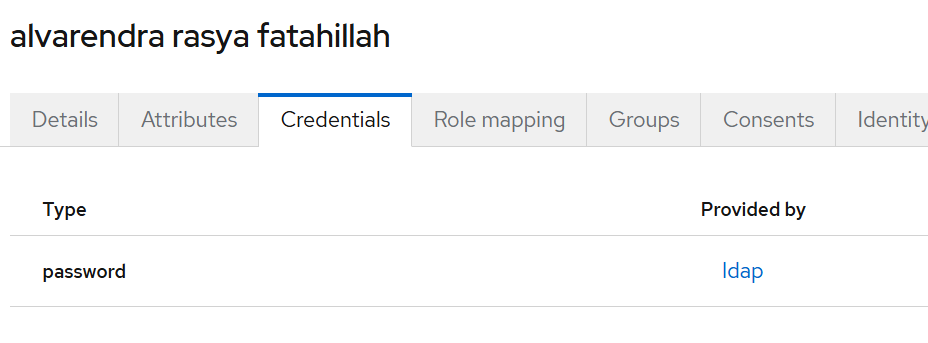 alvarendra rasya fatahillah
Details Attributes Credentials Role mapping Groups Consents Identity
Type Provided by
password ldap